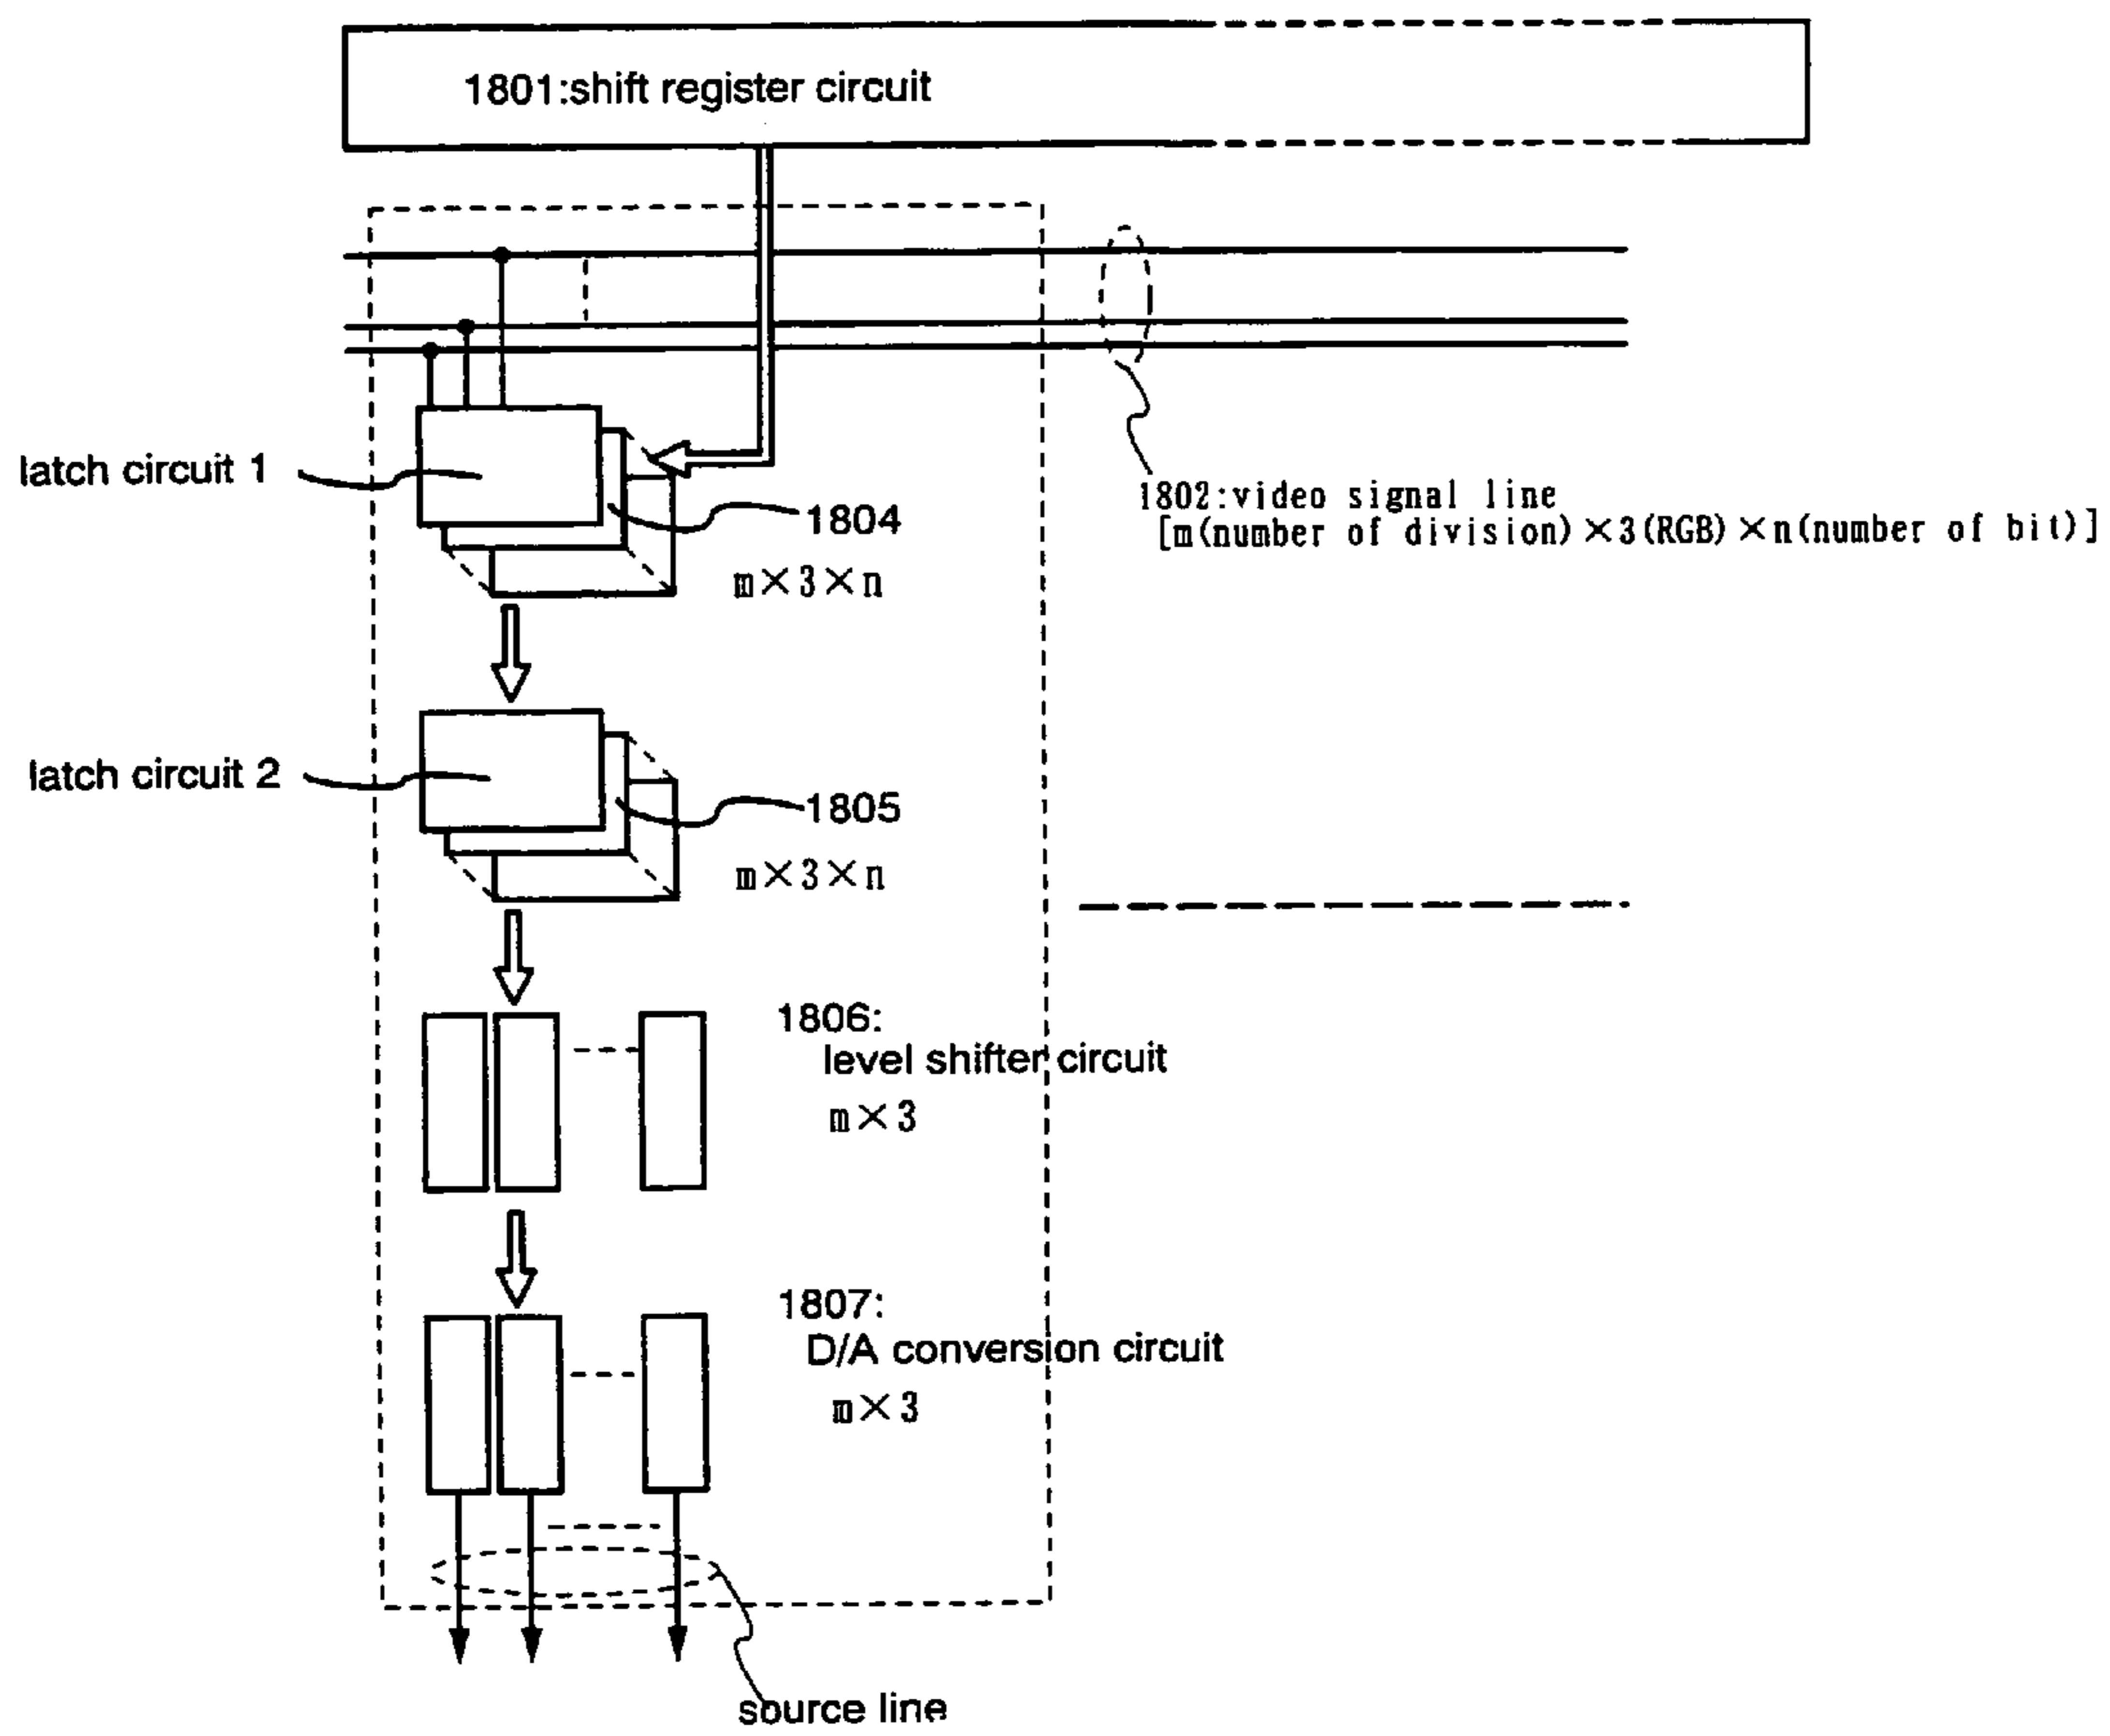 1801:shift register circuit
latch circuit 1
1804
m×3×n
1802:video signal line
[m(number of division)×3(RGB)×n(number of bit)]
latch circuit 2
1805
m×3×n
1806:
level shifter circuit
m×3
1807:
D/A conversion circuit
m×3
source line